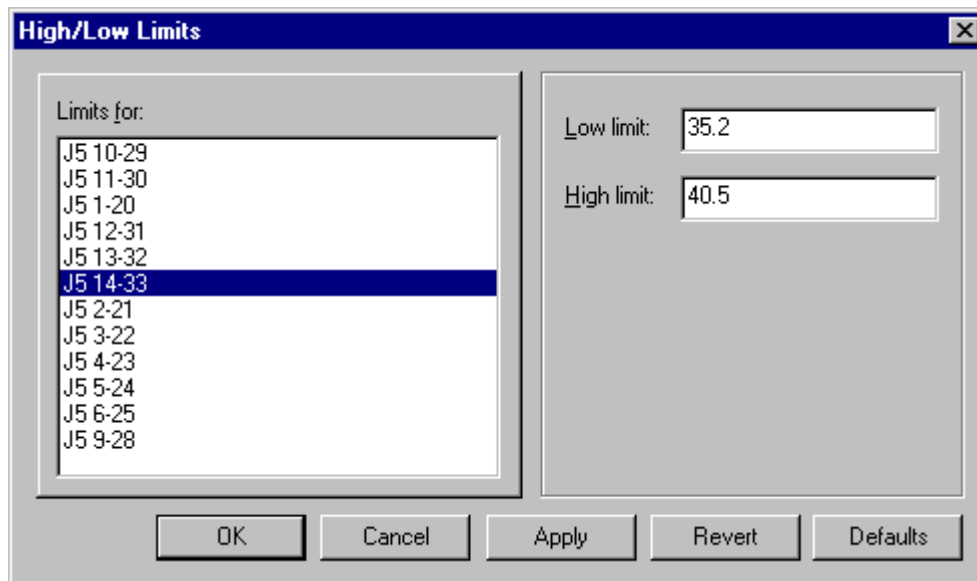 High/Low Limits
Limits for:
J5 10-29
J5 11-30
J5 1-20
J5 12-31
J5 13-32
J5 14-33
J5 2-21
J5 3-22
J5 4-23
J5 5-24
J5 6-25
J5 9-28
Low limit: 35.2
High limit: 40.5
OK Cancel Apply Revert Defaults